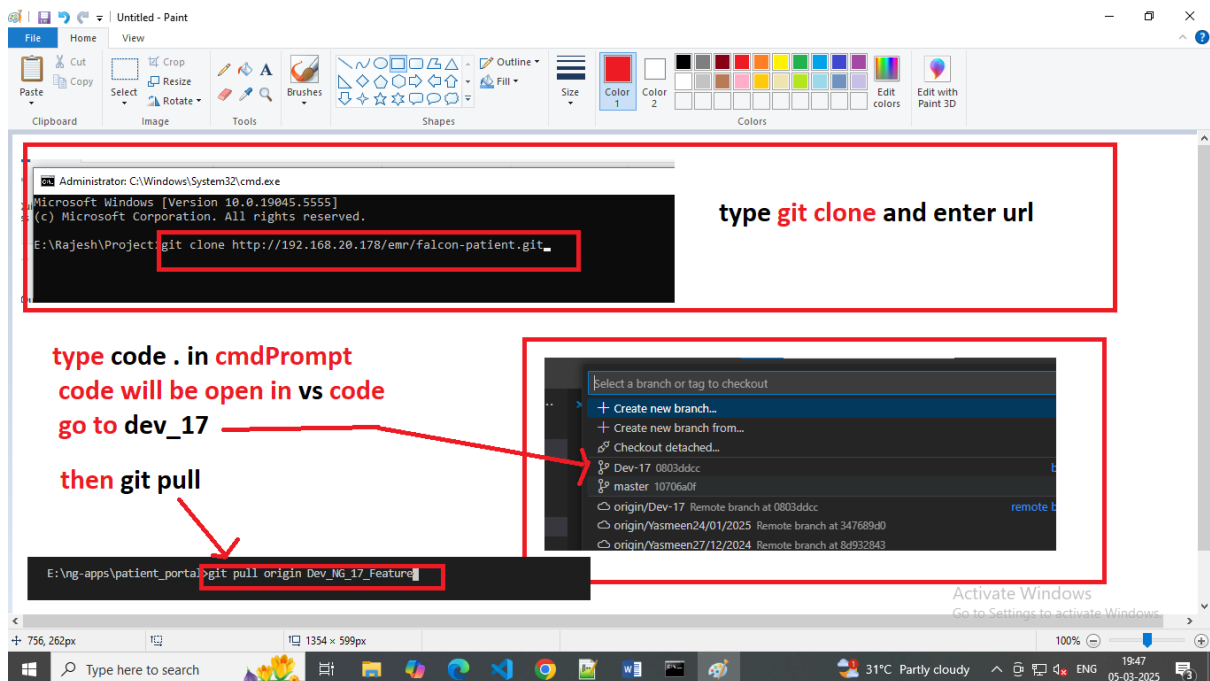 Untitled - Paint
File Home View
Cut
Copy
Paste
Clipboard
Select
Crop
Resize
Rotate
Image
Tools
Brushes
Outline
Fill
Shapes
Size
Color 1
Color 2
Edit colors
Colors
Edit with Paint 3D
Administrator: C:\Windows\System32\cmd.exe
Microsoft Windows [Version 10.0.19045.5555]
(c) Microsoft Corporation. All rights reserved.
E:\Rajesh\Project>git clone http://192.168.20.178/emr/falcon-patient.git
type git clone and enter url
type code . in cmdPrompt
code will be open in vs code
go to dev_17
then git pull
Select a branch or tag to checkout
Create new branch...
Create new branch from...
Checkout detached...
Dev-17 0803ddcc
master 10706a0f
origin/Dev-17 Remote branch at 0803ddcc remote b
origin/Yasmeen24/01/2025 Remote branch at 347689d0
origin/Yasmeen27/12/2024 Remote branch at 8d932843
E:\ng-apps\patient_portal>git pull origin Dev_NG_17_Feature
Activate Windows
Go to Settings to activate Windows.
756, 262px
1354 × 599px
100%
Type here to search
31°C Partly cloudy
ENG
19:47
05-03-2025
3